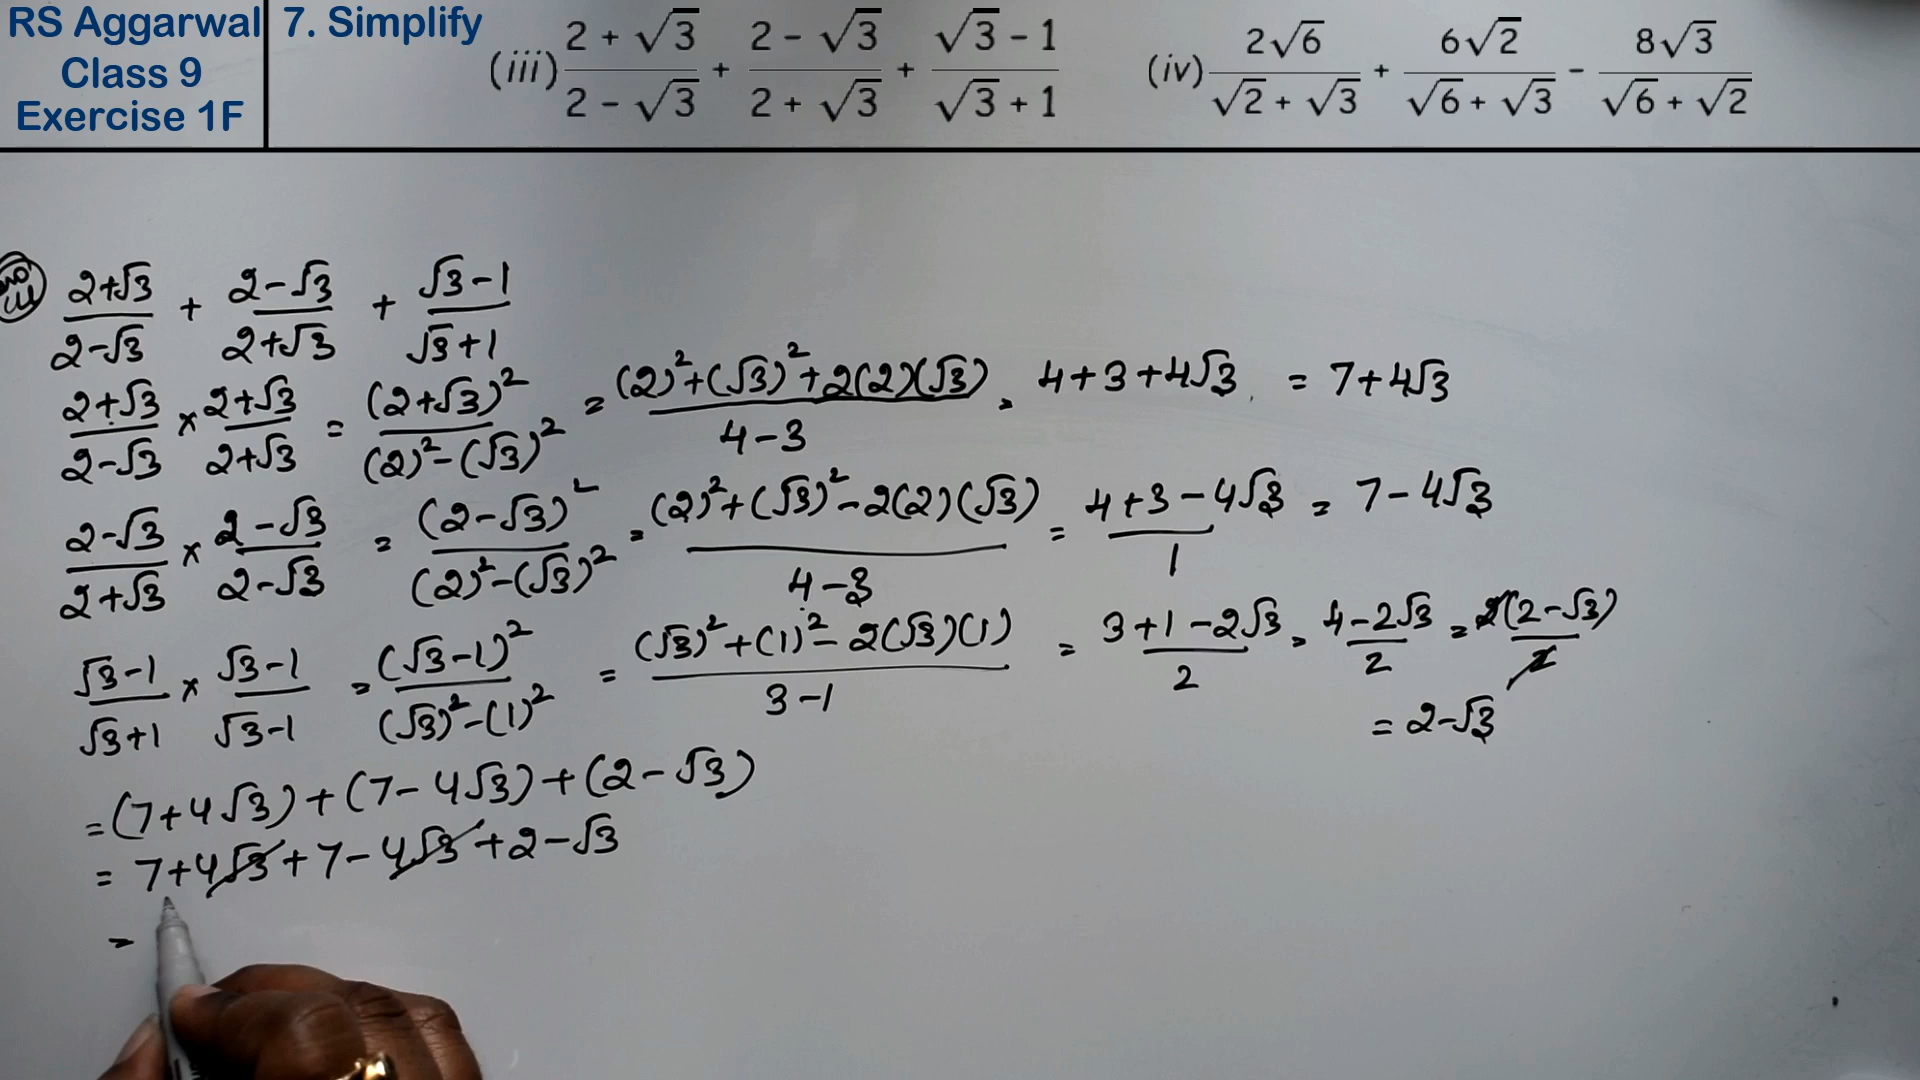 RS Aggarwal
Class 9
Exercise 1F
7. Simplify
(iii) (2 + √3)/(2 - √3) + (2 - √3)/(2 + √3) + (√3 - 1)/(√3 + 1)
(iv) 2√6/(√2 + √3) + 6√2/(√6 + √3) - 8√3/(√6 + √2)
(2+√3)/(2-√3) + (2-√3)/(2+√3) + (√3-1)/(√3+1)
(2+√3)/(2-√3) × (2+√3)/(2+√3) = (2+√3)²/((2)²-(√3)²) = ((2)²+(√3)²+2(2)(√3))/(4-3) = 4+3+4√3 = 7+4√3
(2-√3)/(2+√3) × (2-√3)/(2-√3) = (2-√3)²/((2)²-(√3)²) = ((2)²+(√3)²-2(2)(√3))/(4-3) = (4+3-4√3)/1 = 7-4√3
(√3-1)/(√3+1) × (√3-1)/(√3-1) = (√3-1)²/((√3)²-(1)²) = ((√3)²+(1)²-2(√3)(1))/(3-1) = (3+1-2√3)/2 = (4-2√3)/2 = 2(2-√3)/2
= 2-√3
= (7+4√3)+(7-4√3)+(2-√3)
= 7+4√3+7-4√3+2-√3
=